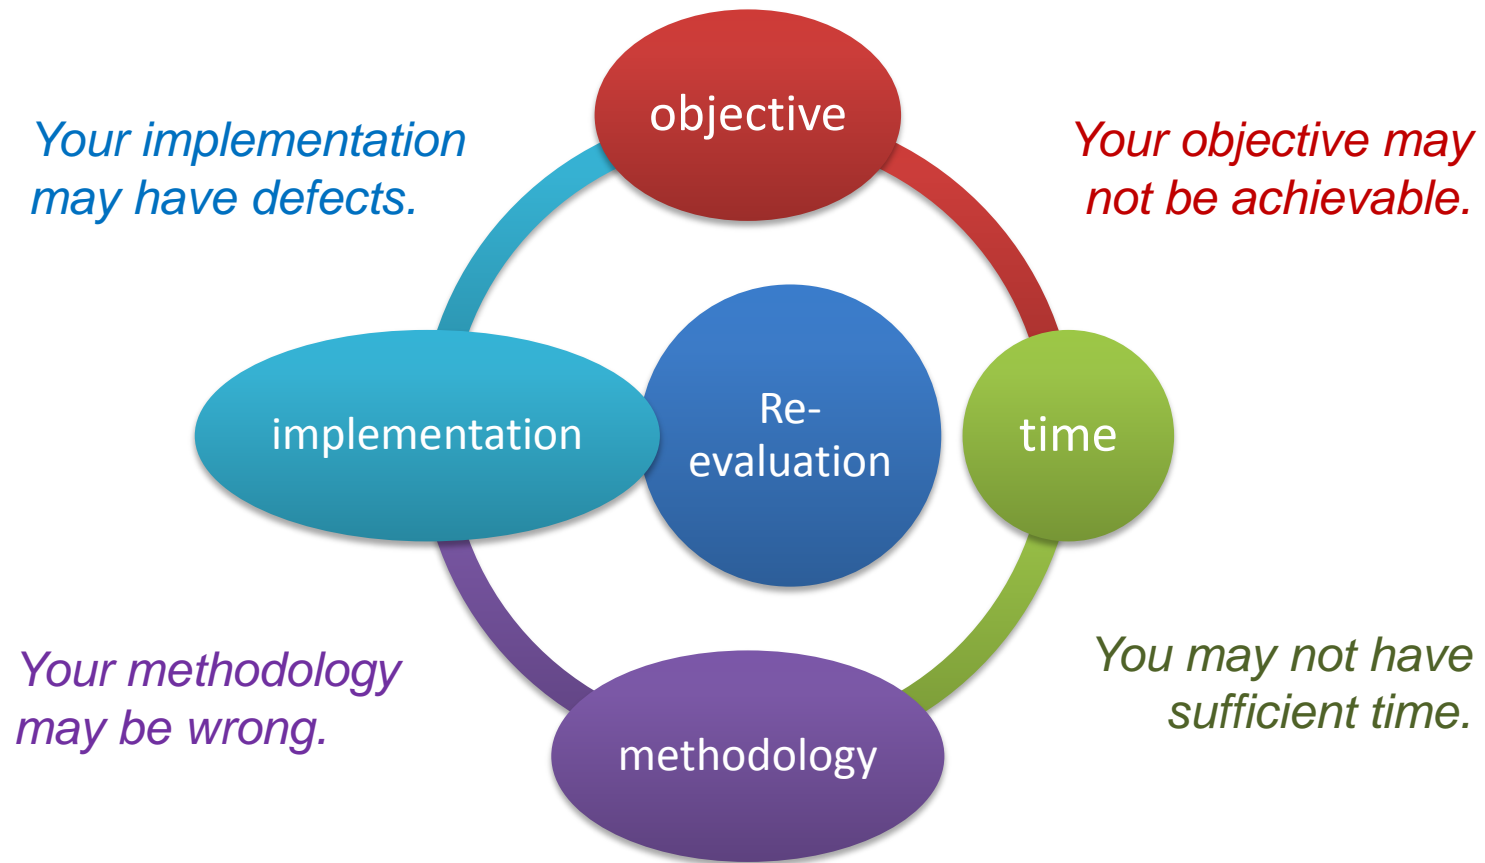 objective
Your implementation
may have defects.
Your objective may
not be achievable.
implementation
Re-
evaluation
time
Your methodology
may be wrong.
You may not have
sufficient time.
methodology